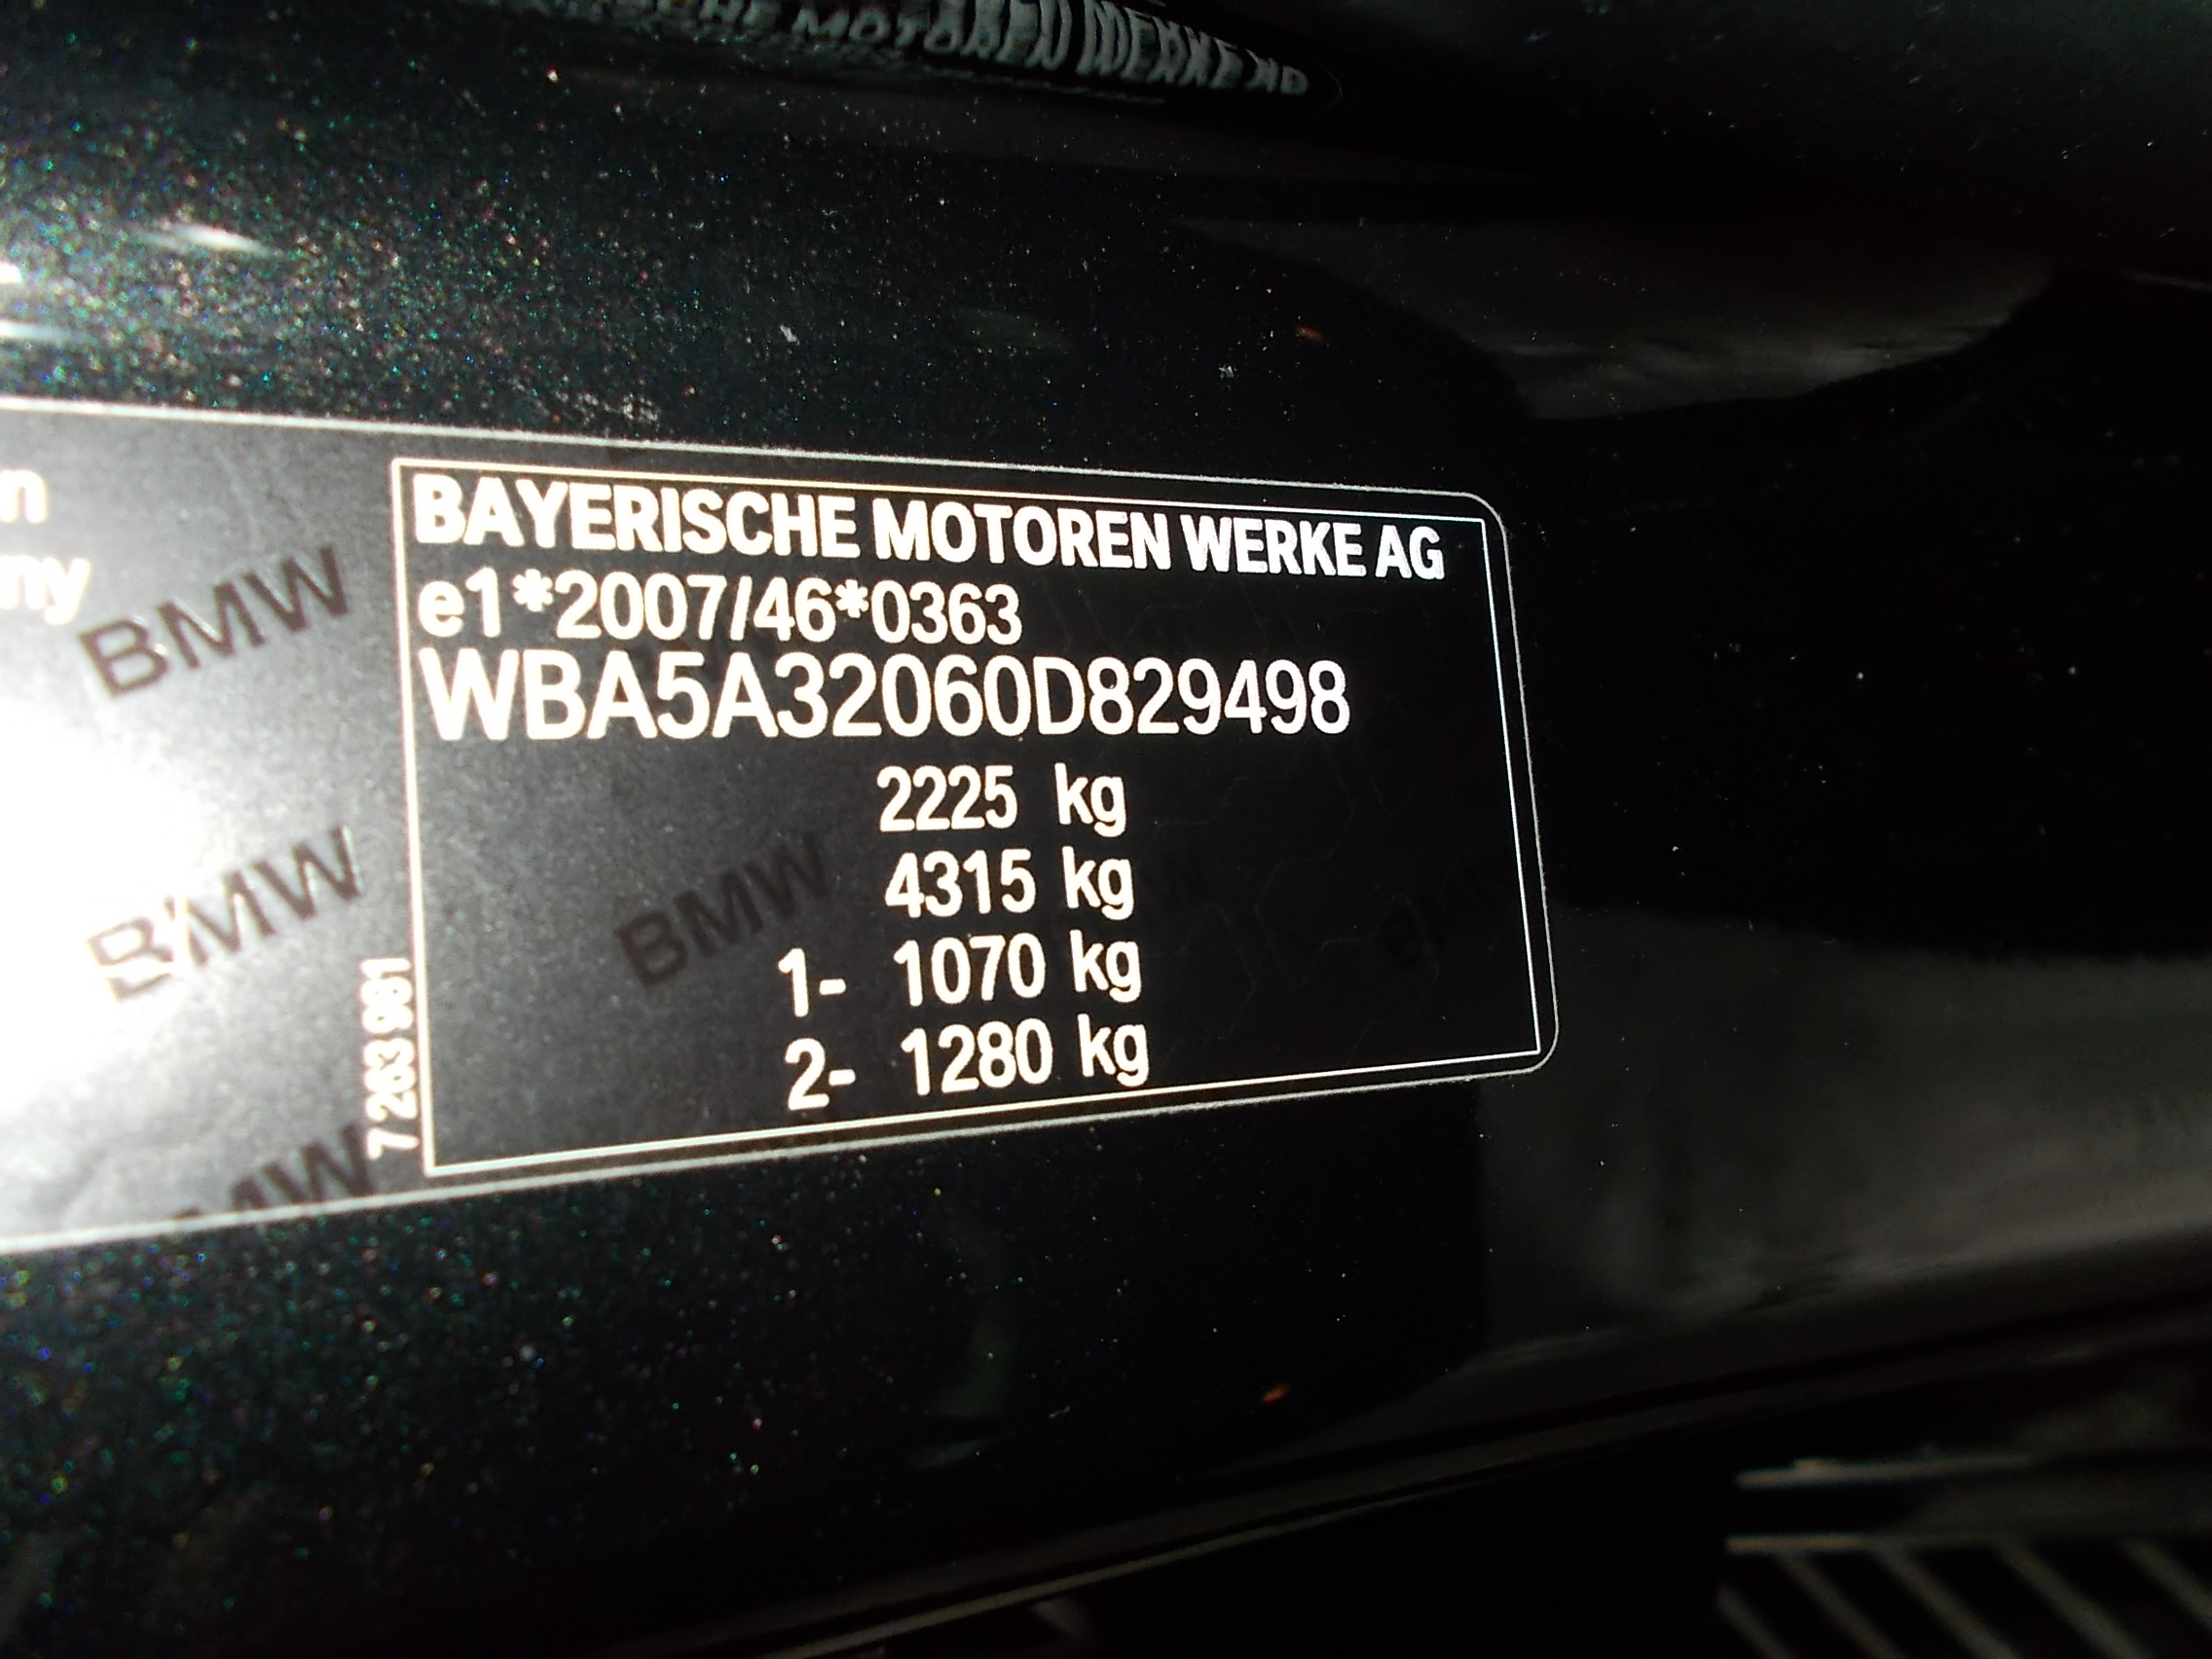 BAYERISCHE MOTOREN WERKE AG
e1*2007/46*0363
WBA5A32060D829498
2225 kg
4315 kg
1- 1070 kg
2- 1280 kg
7 263 981
BMW
BMW
BMW
BMW